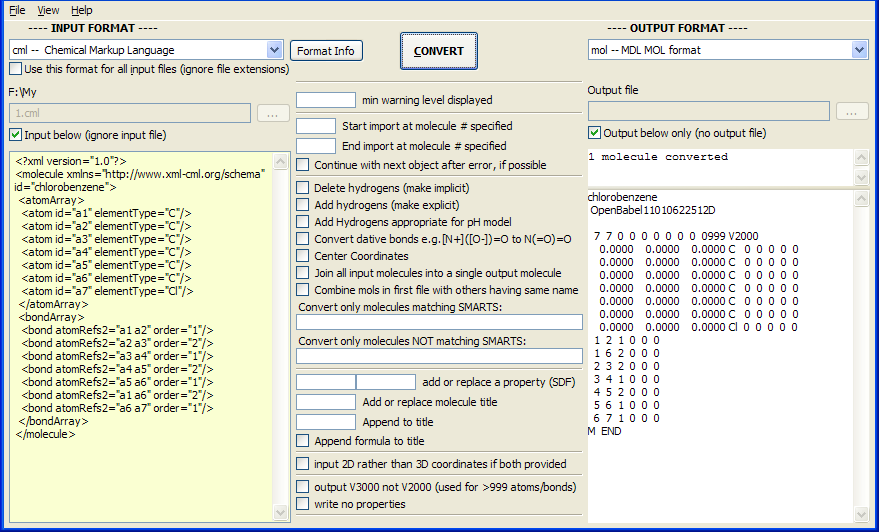 File View Help
---- INPUT FORMAT ----
cml -- Chemical Markup Language
Format Info
Use this format for all input files (ignore file extensions)
F:\My
1.cml
...
Input below (ignore input file)
<?xml version="1.0"?>
<molecule xmlns="http://www.xml-cml.org/schema"
id="chlorobenzene">
<atomArray>
<atom id="a1" elementType="C"/>
<atom id="a2" elementType="C"/>
<atom id="a3" elementType="C"/>
<atom id="a4" elementType="C"/>
<atom id="a5" elementType="C"/>
<atom id="a6" elementType="C"/>
<atom id="a7" elementType="Cl"/>
</atomArray>
<bondArray>
<bond atomRefs2="a1 a2" order="1"/>
<bond atomRefs2="a2 a3" order="2"/>
<bond atomRefs2="a3 a4" order="1"/>
<bond atomRefs2="a4 a5" order="2"/>
<bond atomRefs2="a5 a6" order="1"/>
<bond atomRefs2="a1 a6" order="2"/>
<bond atomRefs2="a6 a7" order="1"/>
</bondArray>
</molecule>
CONVERT
min warning level displayed
Start import at molecule # specified
End import at molecule # specified
Continue with next object after error, if possible
Delete hydrogens (make implicit)
Add hydrogens (make explicit)
Add Hydrogens appropriate for pH model
Convert dative bonds e.g.[N+]([O-])=O to N(=O)=O
Center Coordinates
Join all input molecules into a single output molecule
Combine mols in first file with others having same name
Convert only molecules matching SMARTS:
Convert only molecules NOT matching SMARTS:
add or replace a property (SDF)
Add or replace molecule title
Append to title
Append formula to title
input 2D rather than 3D coordinates if both provided
output V3000 not V2000 (used for >999 atoms/bonds)
write no properties
---- OUTPUT FORMAT ----
mol -- MDL MOL format
Output file
...
Output below only (no output file)
1 molecule converted
chlorobenzene
OpenBabel11010622512D
7 7 0 0 0 0 0 0 0 0999 V2000
0.0000 0.0000 0.0000 C 0 0 0 0 0
0.0000 0.0000 0.0000 C 0 0 0 0 0
0.0000 0.0000 0.0000 C 0 0 0 0 0
0.0000 0.0000 0.0000 C 0 0 0 0 0
0.0000 0.0000 0.0000 C 0 0 0 0 0
0.0000 0.0000 0.0000 C 0 0 0 0 0
0.0000 0.0000 0.0000 Cl 0 0 0 0 0
1 2 1 0 0 0
1 6 2 0 0 0
2 3 2 0 0 0
3 4 1 0 0 0
4 5 2 0 0 0
5 6 1 0 0 0
6 7 1 0 0 0
M END